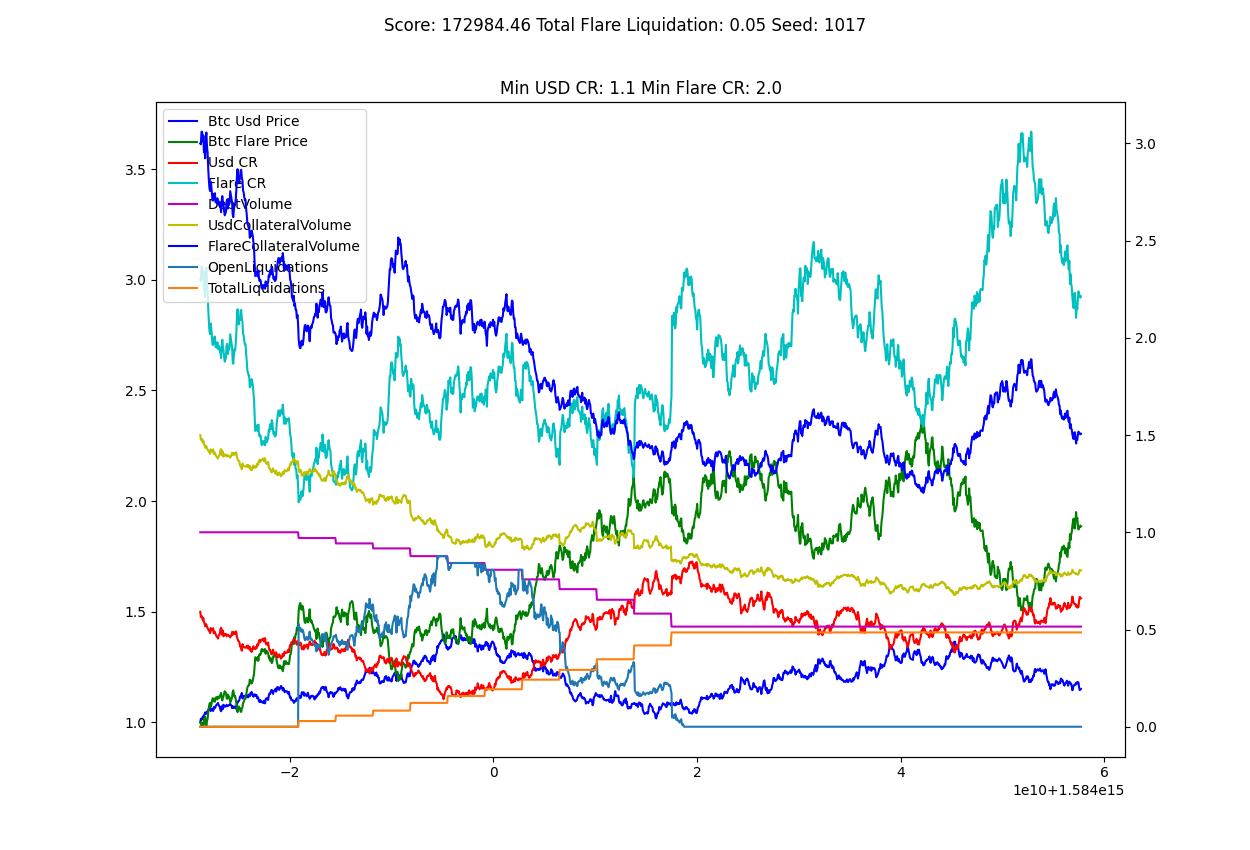 Score: 172984.46 Total Flare Liquidation: 0.05 Seed: 1017
Min USD CR: 1.1 Min Flare CR: 2.0
Btc Usd Price
Btc Flare Price
Usd CR
Flare CR
DebtVolume
UsdCollateralVolume
FlareCollateralVolume
OpenLiquidations
TotalLiquidations
3.5
3.0
2.5
2.0
1.5
1.0
3.0
2.5
2.0
1.5
1.0
0.5
0.0
−2
0
2
4
6
1e10+1.584e15